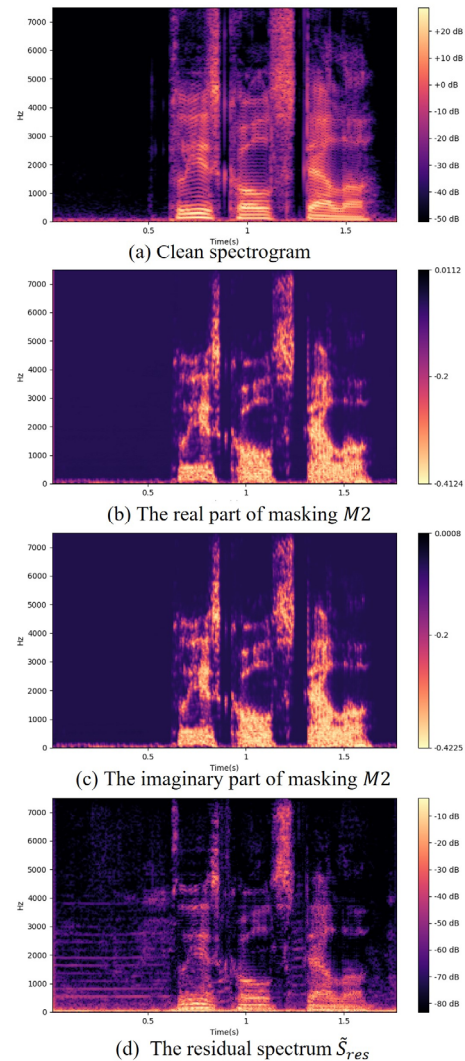 7000
6000
5000
4000
3000
2000
1000
0
Hz
0.5
1
1.5
Time(s)
+20 dB
+10 dB
+0 dB
-10 dB
-20 dB
-30 dB
-40 dB
-50 dB
(a) Clean spectrogram
7000
6000
5000
4000
3000
2000
1000
0
Hz
0.5
1
1.5
0.0112
-0.2
-0.4124
(b) The real part of masking M2
7000
6000
5000
4000
3000
2000
1000
0
Hz
0.5
1
1.5
Time(s)
0.0008
-0.2
-0.4225
(c) The imaginary part of masking M2
7000
6000
5000
4000
3000
2000
1000
0
Hz
0.5
1
1.5
Time(s)
-10 dB
-20 dB
-30 dB
-40 dB
-50 dB
-60 dB
-70 dB
-80 dB
(d) The residual spectrum S̃res